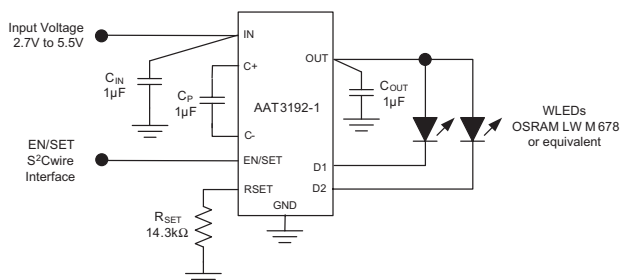 Input Voltage
2.7V to 5.5V
IN
C+
C-
EN/SET
RSET
GND
OUT
D1
D2
AAT3192-1
CIN
1μF
CP
1μF
COUT
1μF
EN/SET
S²Cwire
Interface
RSET
14.3kΩ
WLEDs
OSRAM LW M 678
or equivalent